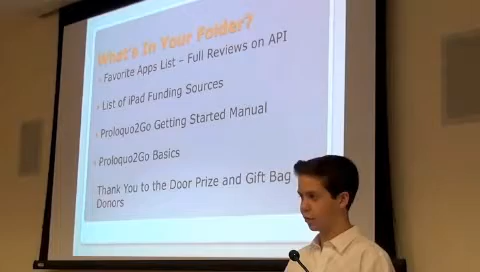 What's In Your Folder?
Favorite Apps List – Full Reviews on API
List of iPad Funding Sources
Proloquo2Go Getting Started Manual
Proloquo2Go Basics
Thank You to the Door Prize and Gift Bag
Donors